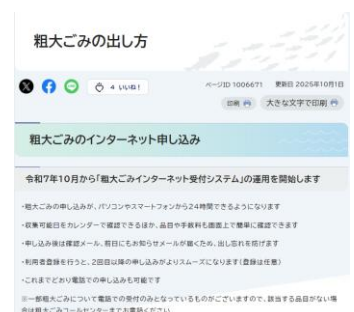 粗大ごみの出し方
4 いいね!
ページID 1006671 更新日 2025年10月1日
印刷 大きな文字で印刷
粗大ごみのインターネット申し込み
令和7年10月から「粗大ごみインターネット受付システム」の運用を開始します
・粗大ごみの申し込みが、パソコンやスマートフォンから24時間できるようになります
・収集可能日をカレンダーで確認できるほか、品目や手数料も画面上で簡単に確認できます
・申し込み後は確認メール、前日にもお知らせメールが届くため、出し忘れを防げます
・利用者登録を行うと、2回目以降の申し込みがよりスムーズになります(登録は任意)
・これまでどおり電話での申し込みも可能です
※一部粗大ごみについて電話での受付のみとなっているものがございますので、該当する品目がない場
合は粗大ごみコールセンターまでお電話ください